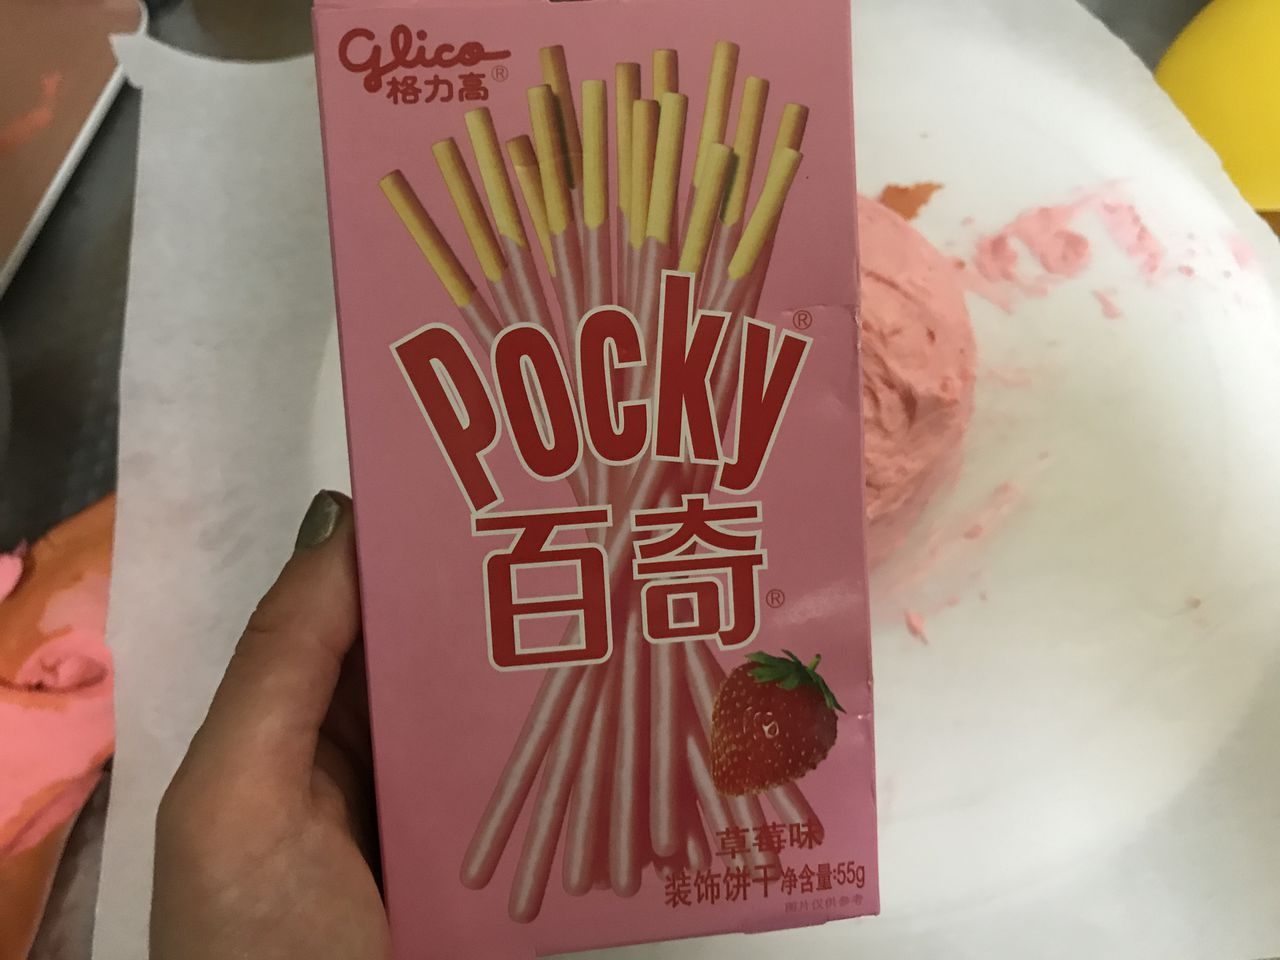 Glico
格力高®
Pocky®
百奇®
草莓味
装饰饼干 净含量:55g
图片仅供参考